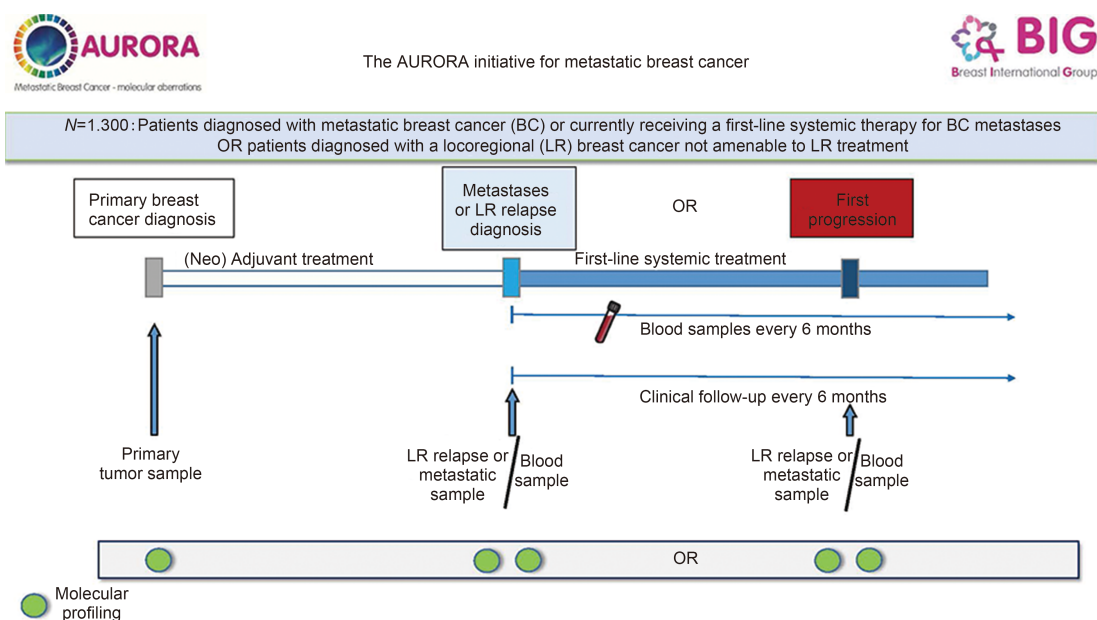 AURORA
Metastatic Breast Cancer - molecular aberrations
The AURORA initiative for metastatic breast cancer
BIG
Breast International Group
N=1.300: Patients diagnosed with metastatic breast cancer (BC) or currently receiving a first-line systemic therapy for BC metastases
OR patients diagnosed with a locoregional (LR) breast cancer not amenable to LR treatment
Primary breast
cancer diagnosis
Metastases
or LR relapse
diagnosis
OR
First
progression
(Neo) Adjuvant treatment
First-line systemic treatment
Blood samples every 6 months
Clinical follow-up every 6 months
Primary
tumor sample
LR relapse or
metastatic
sample
Blood
sample
LR relapse or
metastatic
sample
Blood
sample
OR
Molecular
profiling